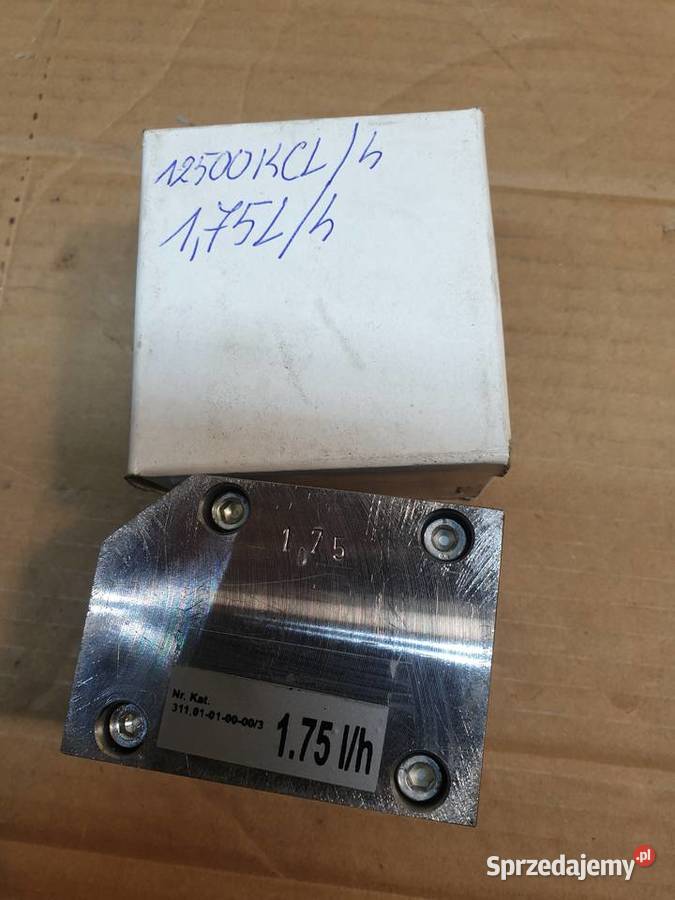 12500KCL/h
1,75L/h
1.75
Nr. Kat.
311.01-01-00-00/3
1.75 l/h
Sprzedajemy.pl